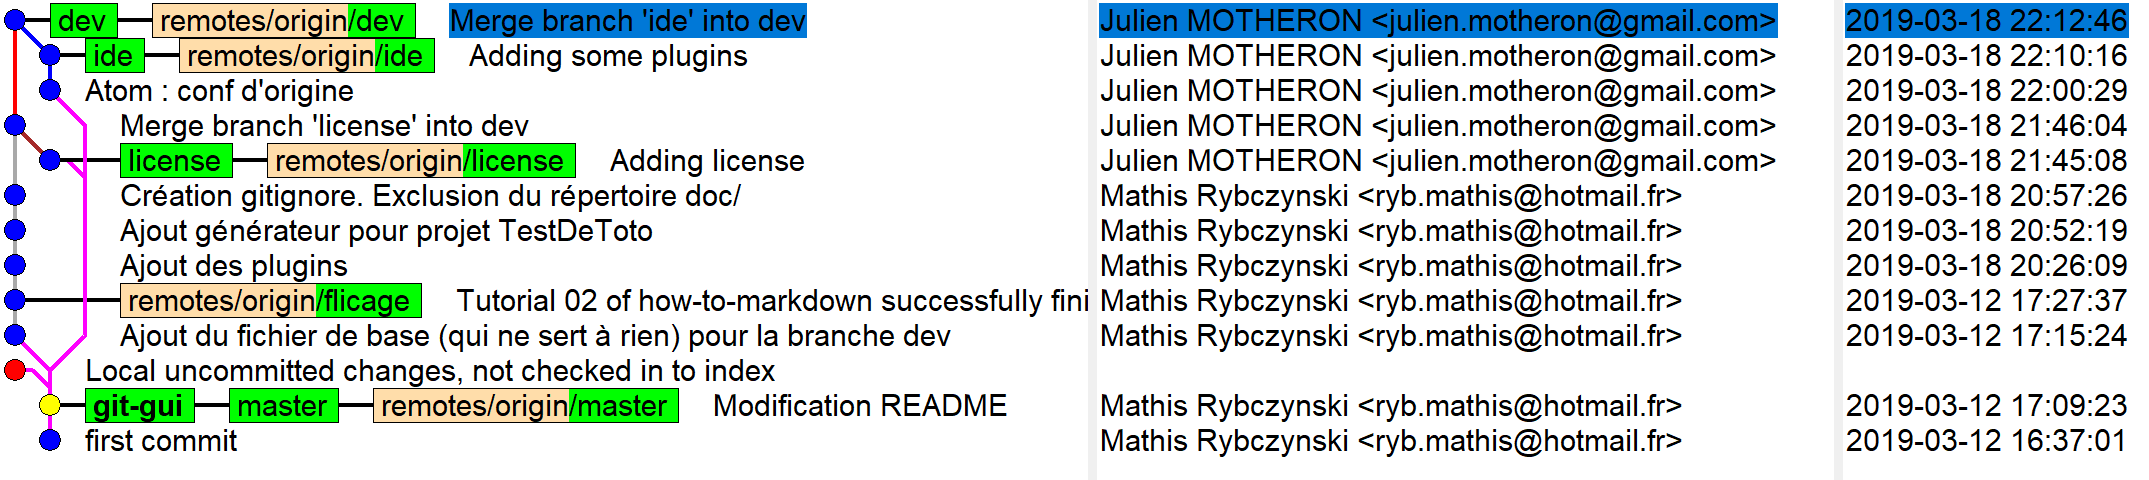 dev remotes/origin/dev Merge branch 'ide' into dev Julien MOTHERON <julien.motheron@gmail.com> 2019-03-18 22:12:46
ide remotes/origin/ide Adding some plugins Julien MOTHERON <julien.motheron@gmail.com> 2019-03-18 22:10:16
Atom : conf d'origine Julien MOTHERON <julien.motheron@gmail.com> 2019-03-18 22:00:29
Merge branch 'license' into dev Julien MOTHERON <julien.motheron@gmail.com> 2019-03-18 21:46:04
license remotes/origin/license Adding license Julien MOTHERON <julien.motheron@gmail.com> 2019-03-18 21:45:08
Création gitignore. Exclusion du répertoire doc/ Mathis Rybczynski <ryb.mathis@hotmail.fr> 2019-03-18 20:57:26
Ajout générateur pour projet TestDeToto Mathis Rybczynski <ryb.mathis@hotmail.fr> 2019-03-18 20:52:19
Ajout des plugins Mathis Rybczynski <ryb.mathis@hotmail.fr> 2019-03-18 20:26:09
remotes/origin/flicage Tutorial 02 of how-to-markdown successfully fini Mathis Rybczynski <ryb.mathis@hotmail.fr> 2019-03-12 17:27:37
Ajout du fichier de base (qui ne sert à rien) pour la branche dev Mathis Rybczynski <ryb.mathis@hotmail.fr> 2019-03-12 17:15:24
Local uncommitted changes, not checked in to index
git-gui master remotes/origin/master Modification README Mathis Rybczynski <ryb.mathis@hotmail.fr> 2019-03-12 17:09:23
first commit Mathis Rybczynski <ryb.mathis@hotmail.fr> 2019-03-12 16:37:01